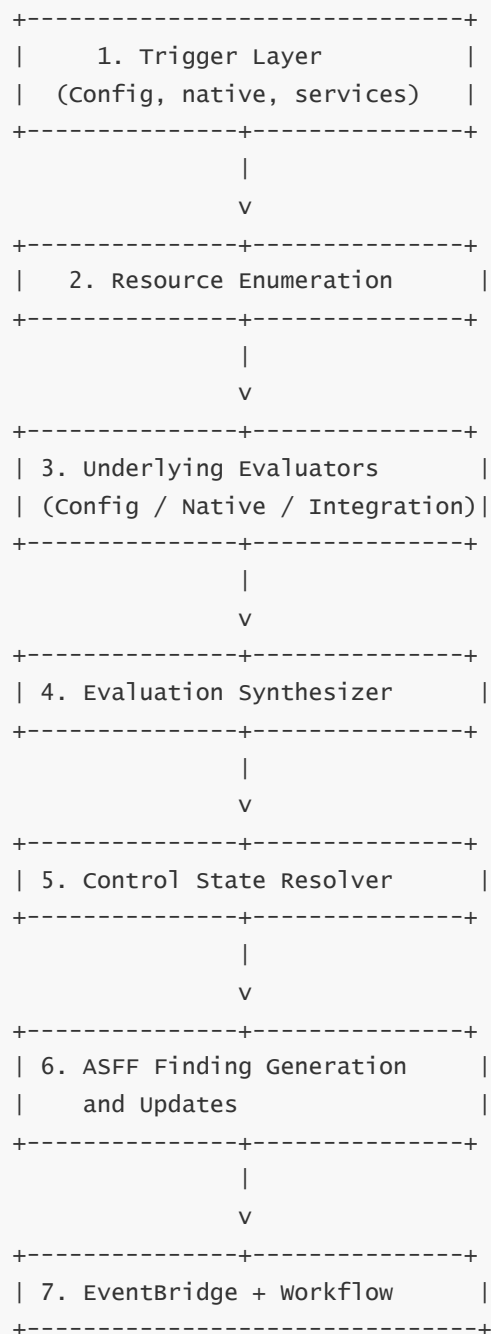 +-------------------------------+
|     1. Trigger Layer          |
|  (Config, native, services)   |
+---------------+---------------+
                |
                v
+---------------+---------------+
|   2. Resource Enumeration      |
+---------------+---------------+
                |
                v
+---------------+---------------+
| 3. Underlying Evaluators       |
| (Config / Native / Integration)|
+---------------+---------------+
                |
                v
+---------------+---------------+
| 4. Evaluation Synthesizer      |
+---------------+---------------+
                |
                v
+---------------+---------------+
| 5. Control State Resolver      |
+---------------+---------------+
                |
                v
+---------------+---------------+
| 6. ASFF Finding Generation     |
|    and Updates                 |
+---------------+---------------+
                |
                v
+---------------+---------------+
| 7. EventBridge + Workflow      |
+--------------------------------+